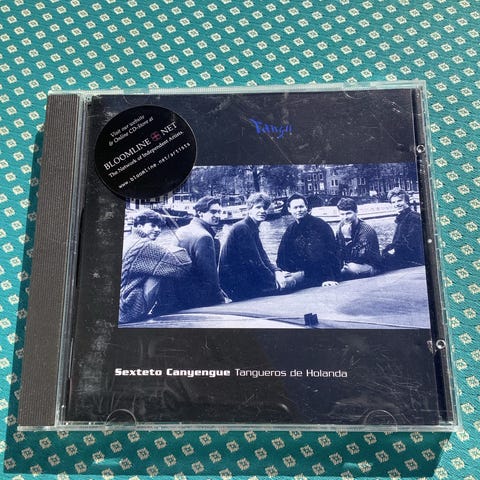 Visit our website
& Online CD-Store at
BLOOMLINE NET
The Network of Independent Artists
www.bloomline.net/artists
Tango
Sexteto Canyengue Tangueros de Holanda